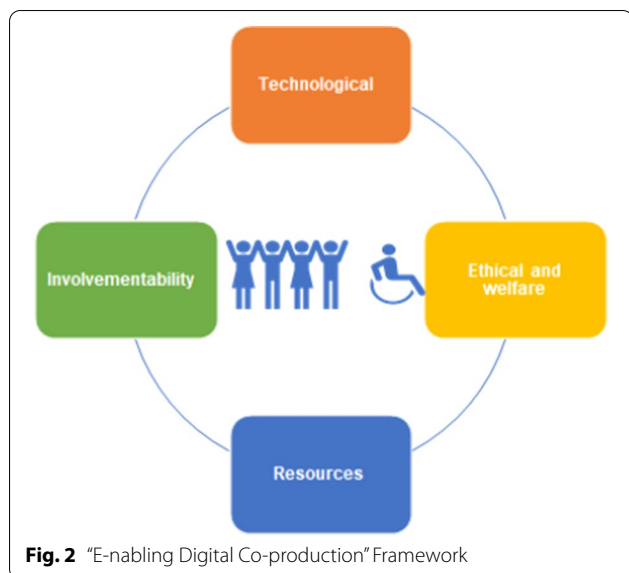 Technological
Involvementability
Ethical and
welfare
Resources
Fig. 2 "E-nabling Digital Co-production" Framework